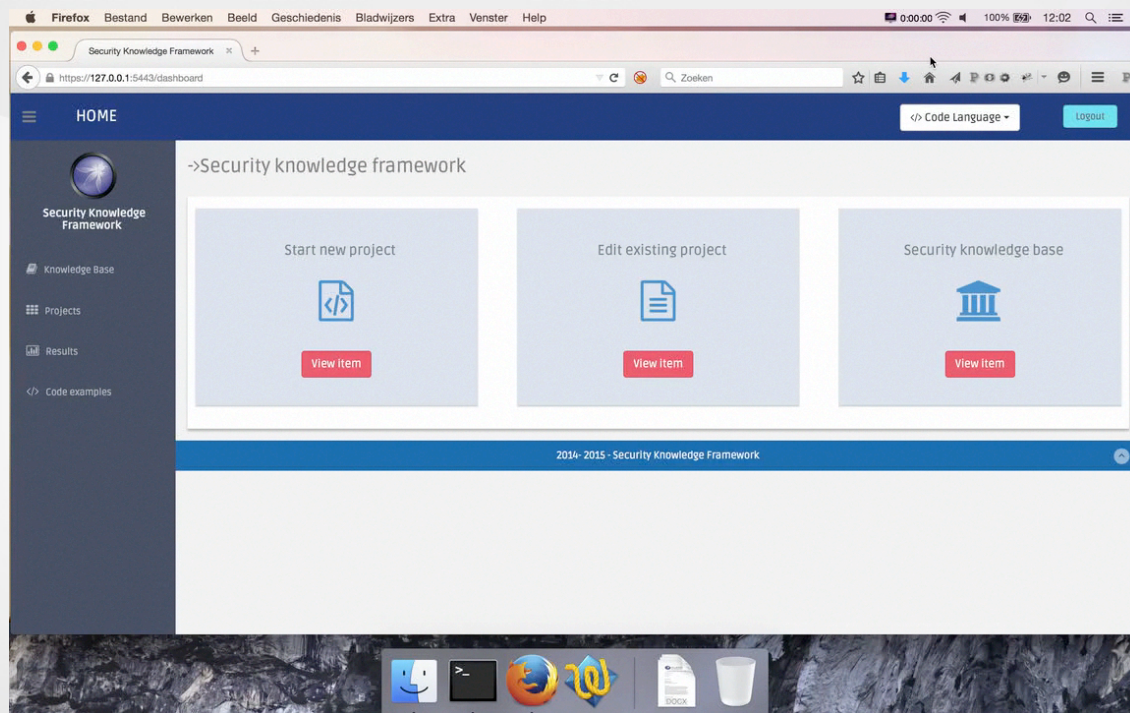 Firefox Bestand Bewerken Beeld Geschiedenis Bladwijzers Extra Venster Help 0:00:00 100% 12:02
Security Knowledge Framework × +
https://127.0.0.1:5443/dashboard Zoeken
HOME </> Code Language Logout
->Security knowledge framework
Security Knowledge
Framework
Knowledge Base
Projects
Results
</> Code examples
Start new project Edit existing project Security knowledge base
</>
View item View item View item
2014- 2015 - Security Knowledge Framework
>_
DOCX